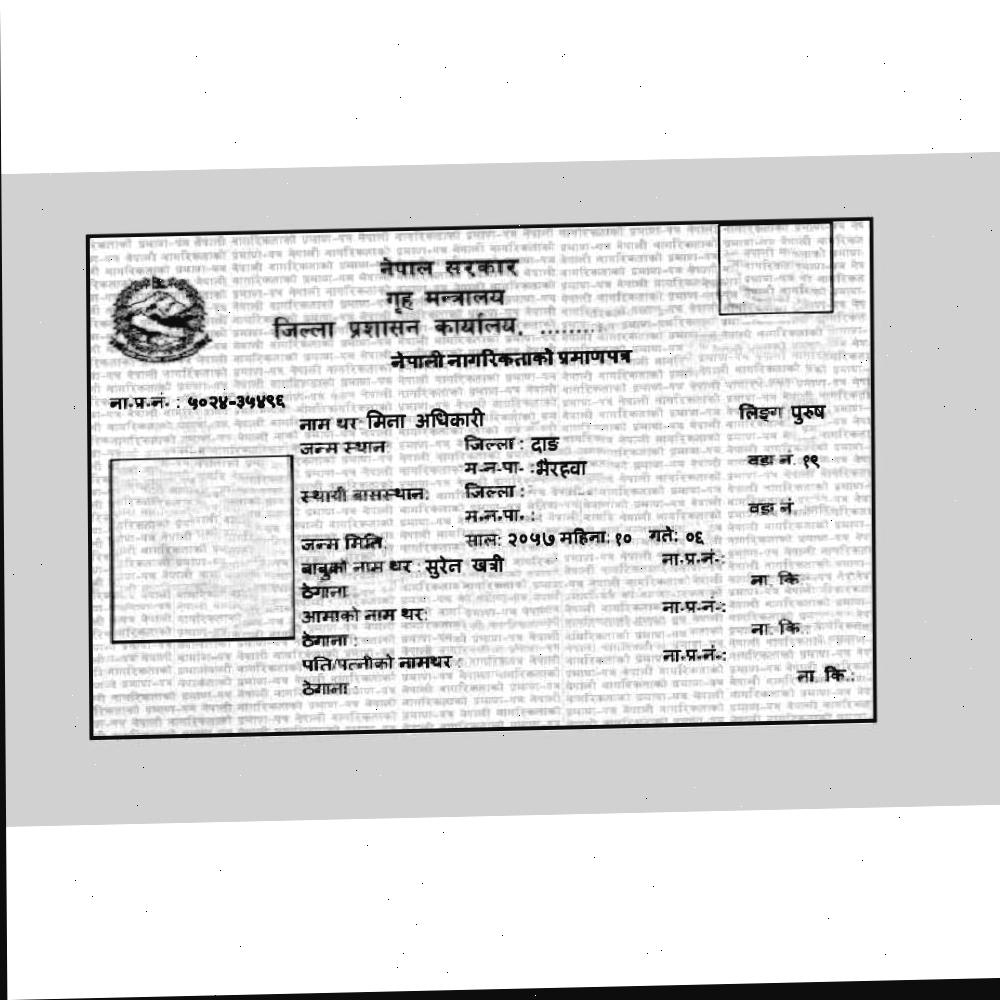 नेपाल सरकार
गृह मन्त्रालय
जिल्ला प्रशासन कार्यालय, .........
नेपाली नागरिकताको प्रमाणपत्र
ना.प्र.नं. : ५०२४-३५४९६
नाम थर: मिना अधिकारी लिङ्ग पुरुष
जन्म स्थान: जिल्ला : दाङ
म.न.पा. :भैरहवा वडा नं. १९
स्थायी बासस्थान: जिल्ला :
म.न.पा. : वडा नं.
जन्म मिति: साल: २०५७ महिना: १० गते: ०६
बाबुको नाम थर : सुरेन खत्री ना.प्र.नं.:
ठेगाना : ना. कि.:
आमाको नाम थर: ना.प्र.नं.:
ठेगाना : ना. कि.:
पति/पत्नीको नामथर : ना.प्र.नं.:
ठेगाना : ना. कि.: